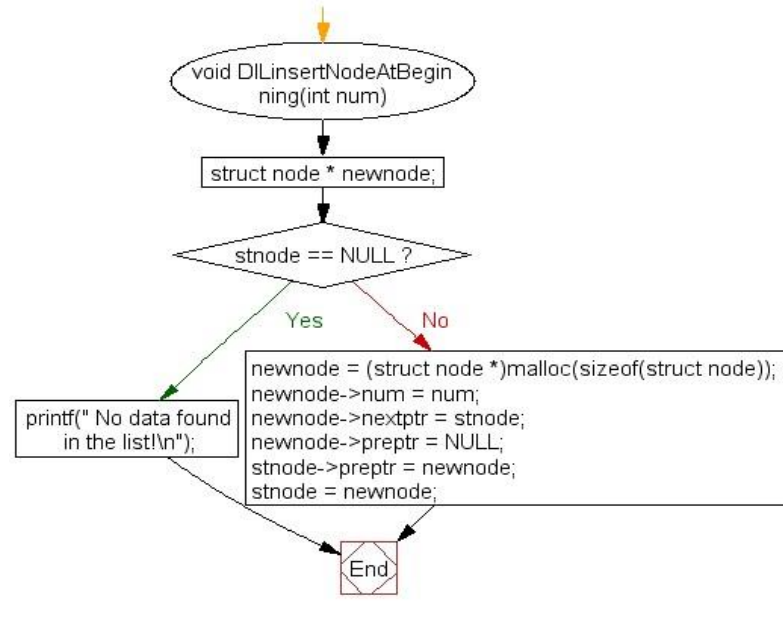 void DlLinsertNodeAtBegin
ning(int num)
struct node * newnode;
stnode == NULL ?
Yes
No
printf(" No data found
in the list!\n");
newnode = (struct node *)malloc(sizeof(struct node));
newnode->num = num;
newnode->nextptr = stnode;
newnode->preptr = NULL;
stnode->preptr = newnode;
stnode = newnode;
End